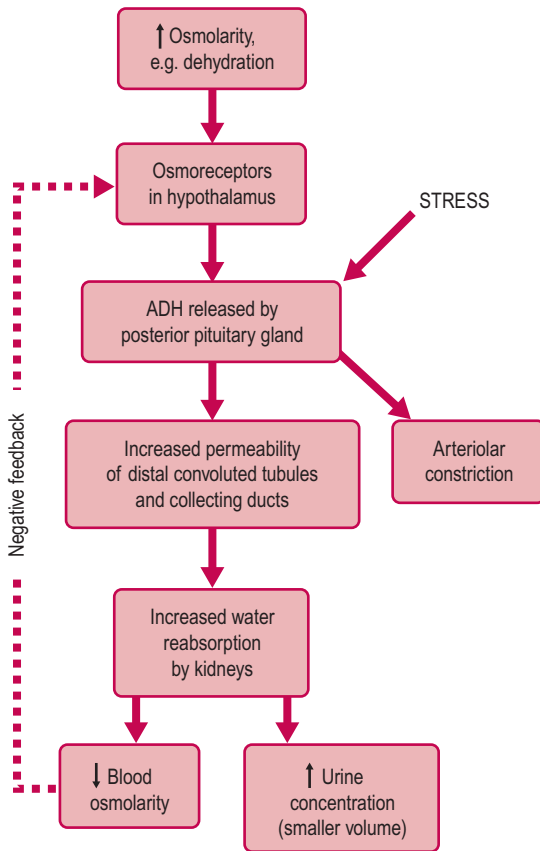 ↑ Osmolarity,
e.g. dehydration
Osmoreceptors
in hypothalamus
STRESS
ADH released by
posterior pituitary gland
Increased permeability
of distal convoluted tubules
and collecting ducts
Arteriolar
constriction
Negative feedback
Increased water
reabsorption
by kidneys
↓ Blood
osmolarity
↑ Urine
concentration
(smaller volume)